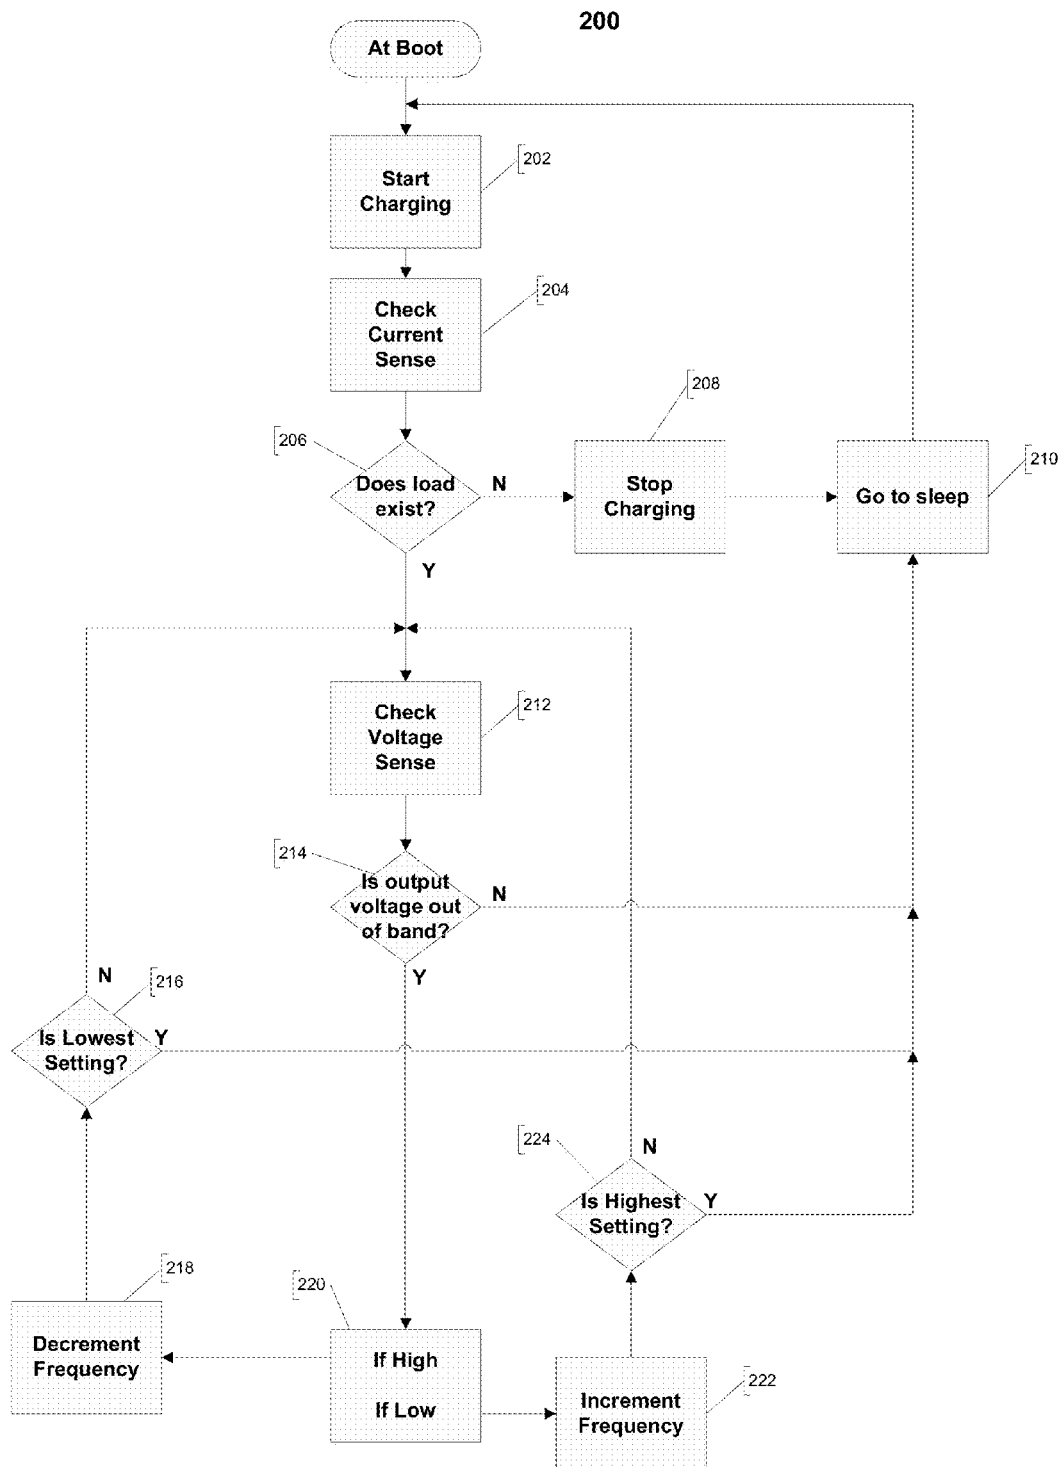 200
At Boot
Start
Charging
202
Check
Current
Sense
204
206
Does load
exist?
N
Y
208
Stop
Charging
Go to sleep
210
Check
Voltage
Sense
212
214
Is output
voltage out
of band?
N
Y
N
216
Is Lowest
Setting?
Y
224
N
Is Highest
Setting?
Y
218
Decrement
Frequency
220
If High
If Low
Increment
Frequency
222